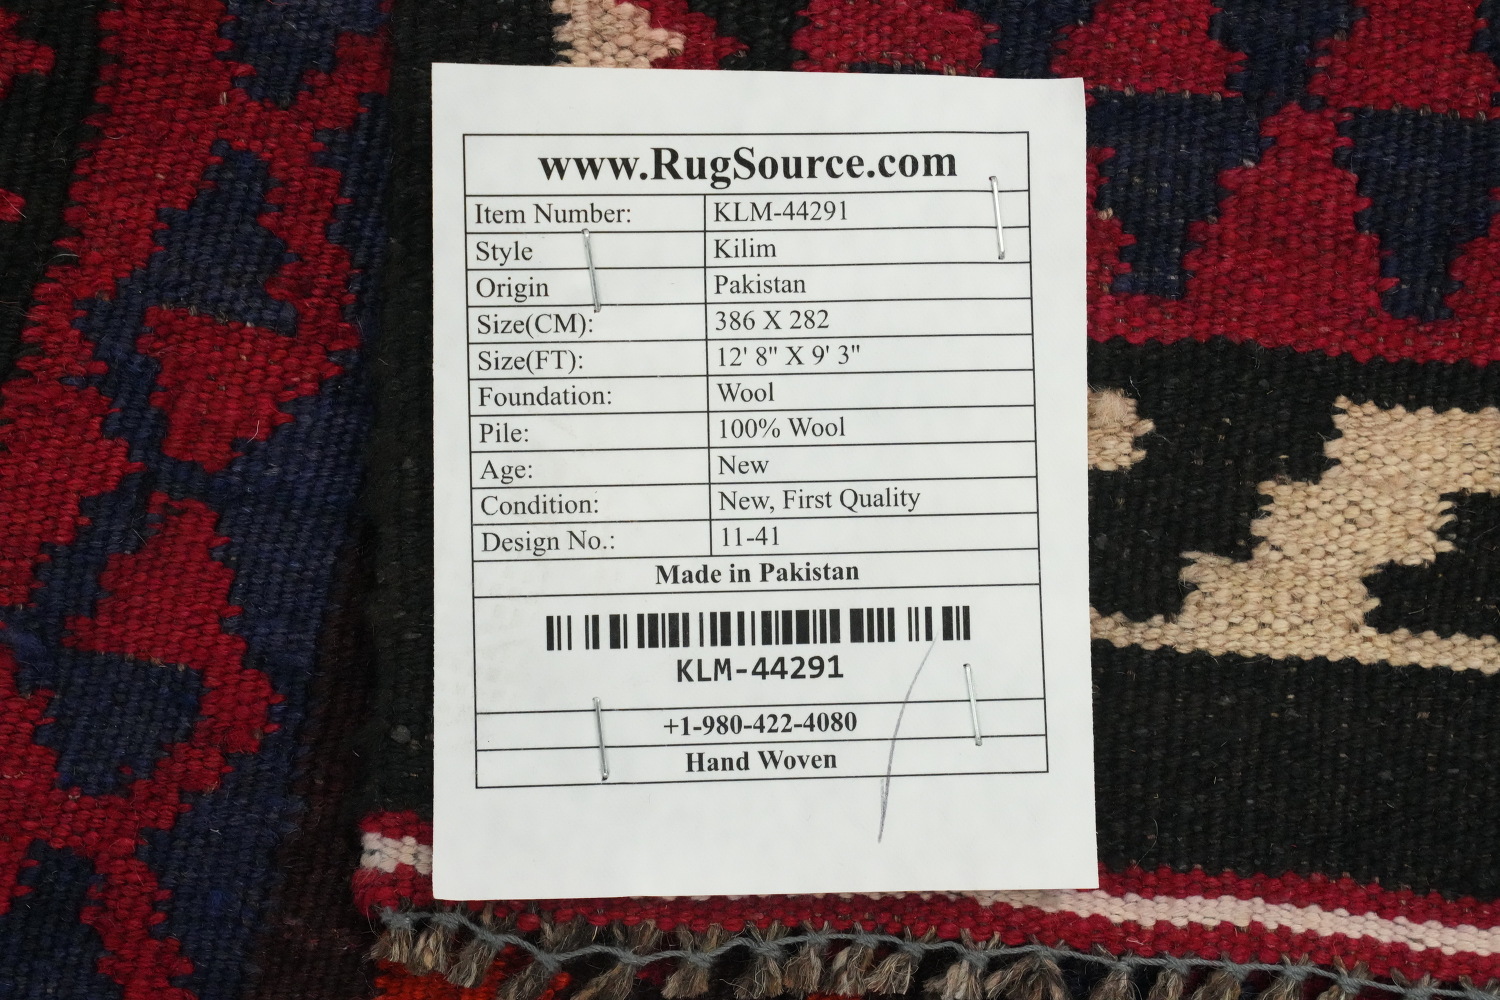 www.RugSource.com
Item Number: KLM-44291
Style Kilim
Origin Pakistan
Size(CM): 386 X 282
Size(FT): 12' 8" X 9' 3"
Foundation: Wool
Pile: 100% Wool
Age: New
Condition: New, First Quality
Design No.: 11-41
Made in Pakistan
KLM-44291
+1-980-422-4080
Hand Woven